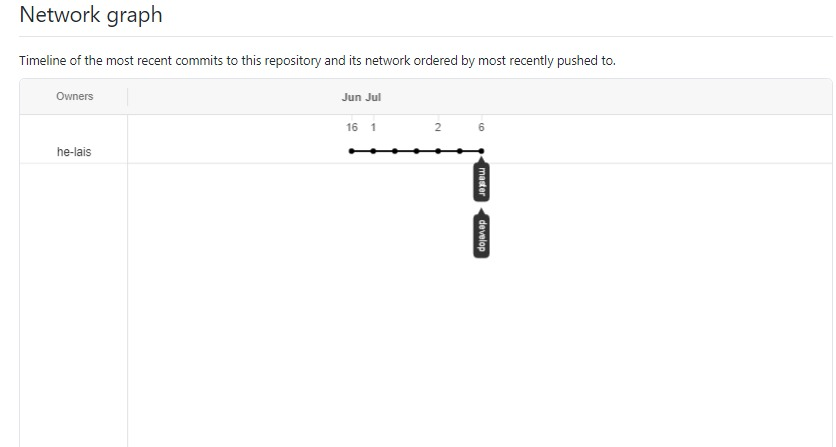 Network graph
Timeline of the most recent commits to this repository and its network ordered by most recently pushed to.
Owners
Jun Jul
16 1 2 6
he-lais
master
develop